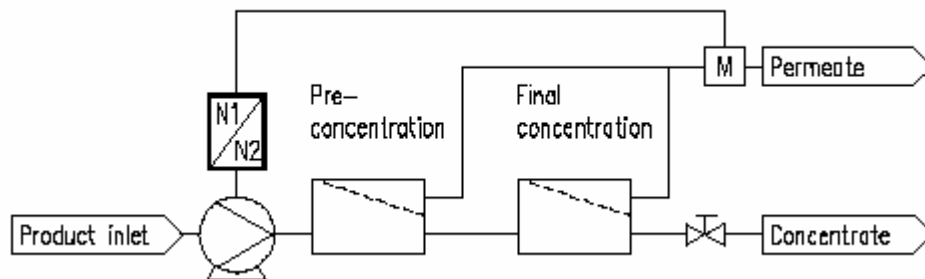 M
Permeate
Pre-
concentration
Final
concentration
N1
N2
Product inlet
Concentrate